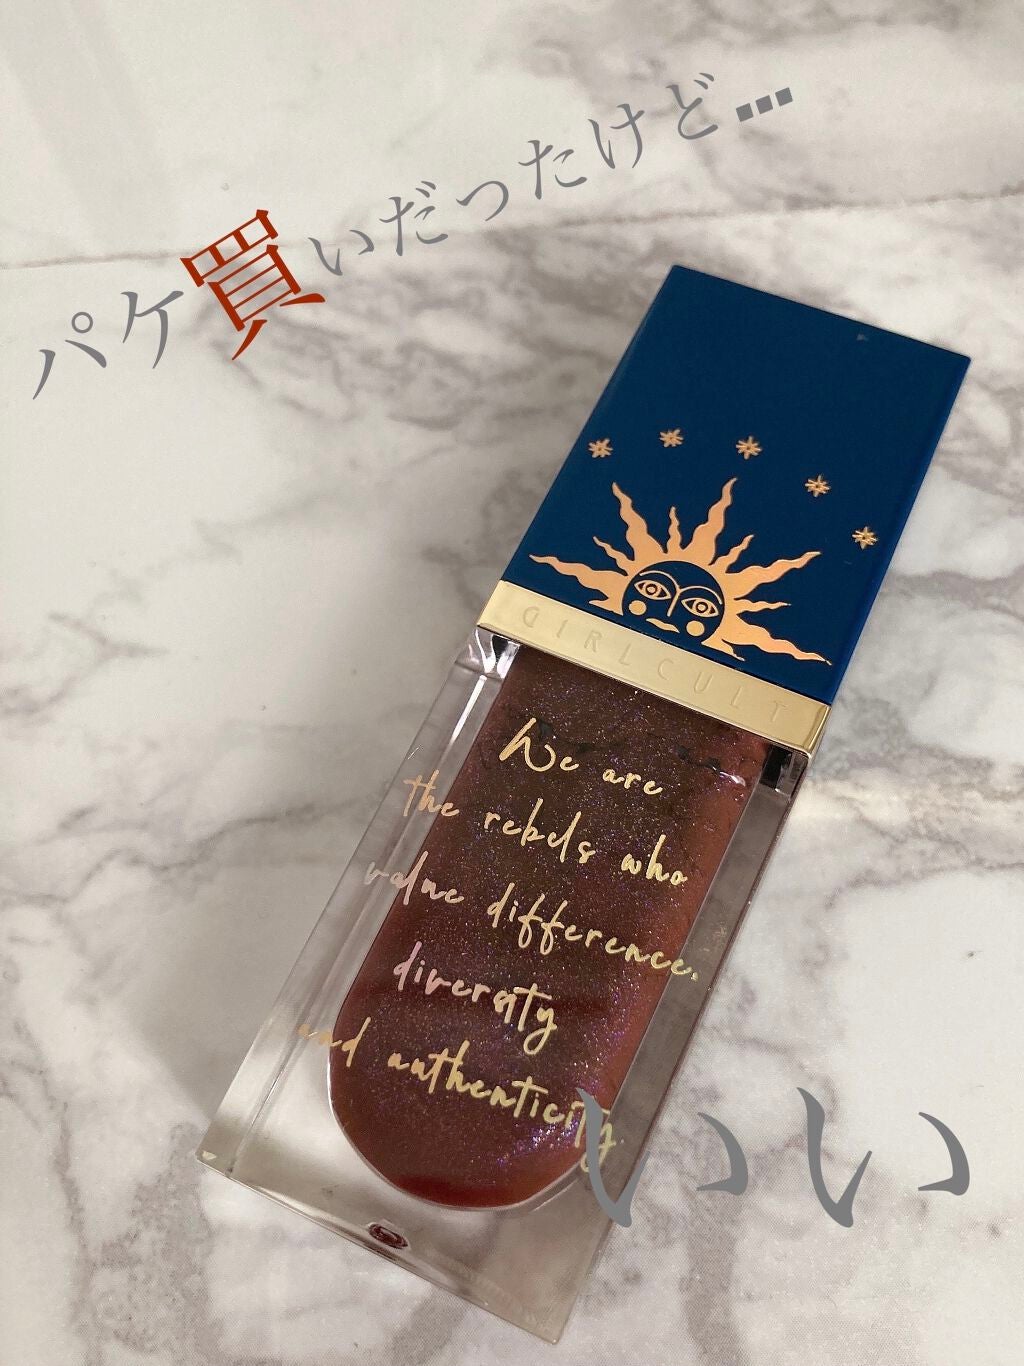 パケ買いだったけど…
GIRLCULT
We are
the rebels who
value difference.
diversity
and authenticity
いい